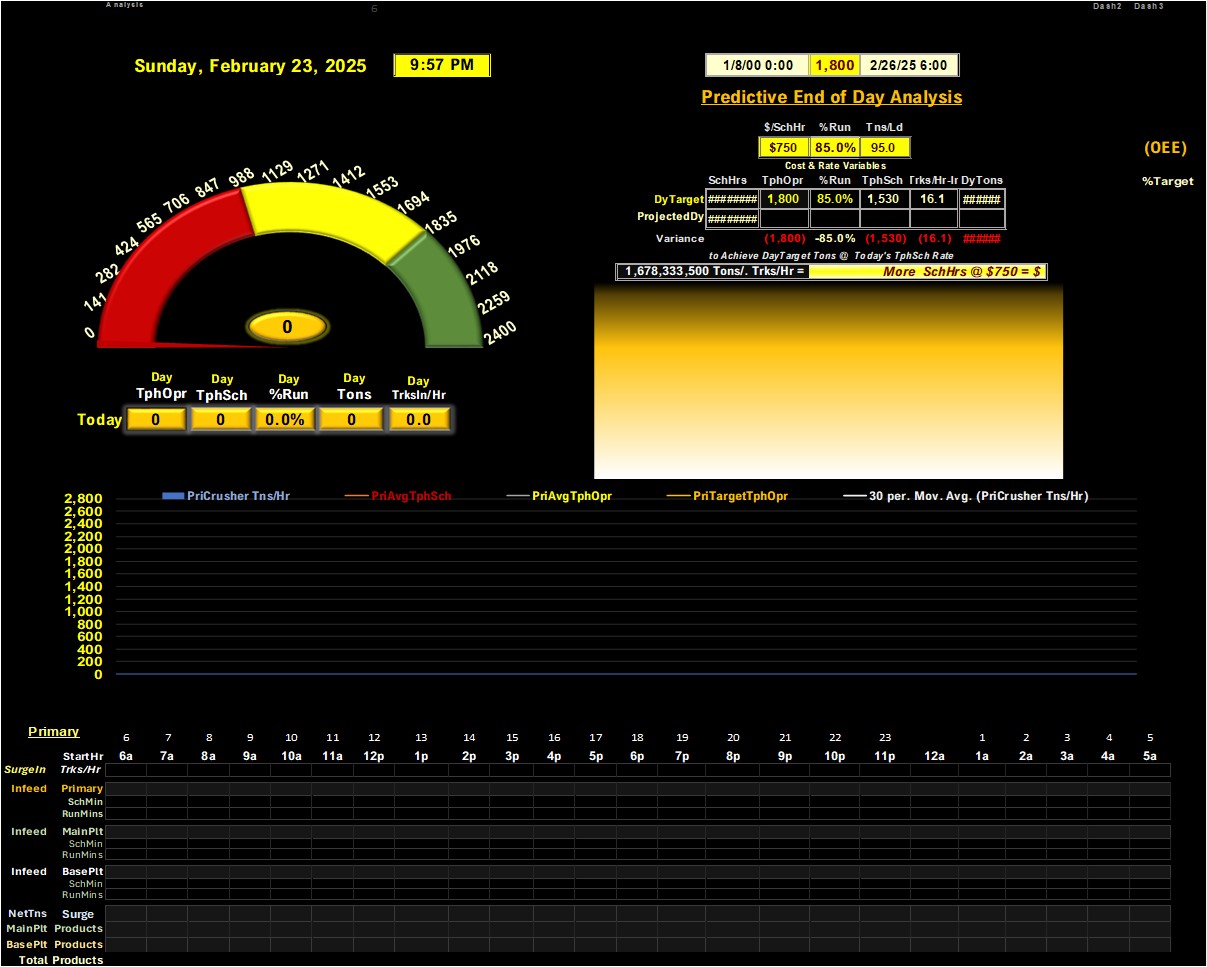 Analysis 6 Dash2 Dash3
Sunday, February 23, 2025 9:57 PM
1/8/00 0:00 1,800 2/26/25 6:00
Predictive End of Day Analysis
$/SchHr %Run Tns/Ld
$750 85.0% 95.0
Cost & Rate Variables
(OEE)
%Target
SchHrs TphOpr %Run TphSch Trks/Hr-Ir DyTons
DyTarget ######## 1,800 85.0% 1,530 16.1 ######
ProjectedDy ########
Variance (1,800) -85.0% (1,530) (16.1) ######
to Achieve DayTarget Tons @ Today's TphSch Rate
1,678,333,500 Tons/. Trks/Hr = More SchHrs @ $750 = $
0 141 282 424 565 706 847 988 1129 1271 1412 1553 1694 1835 1976 2118 2259 2400
0
Day Day Day Day Day
TphOpr TphSch %Run Tons TrksIn/Hr
Today 0 0 0.0% 0 0.0
PriCrusher Tns/Hr PriAvgTphSch PriAvgTphOpr PriTargetTphOpr 30 per. Mov. Avg. (PriCrusher Tns/Hr)
2,800
2,600
2,400
2,200
2,000
1,800
1,600
1,400
1,200
1,000
800
600
400
200
0
Primary 6 7 8 9 10 11 12 13 14 15 16 17 18 19 20 21 22 23 1 2 3 4 5
StartHr 6a 7a 8a 9a 10a 11a 12p 1p 2p 3p 4p 5p 6p 7p 8p 9p 10p 11p 12a 1a 2a 3a 4a 5a
SurgeIn Trks/Hr
Infeed Primary
SchMin
RunMins
Infeed MainPlt
SchMin
RunMins
Infeed BasePlt
SchMin
RunMins
NetTns Surge
MainPlt Products
BasePlt Products
Total Products